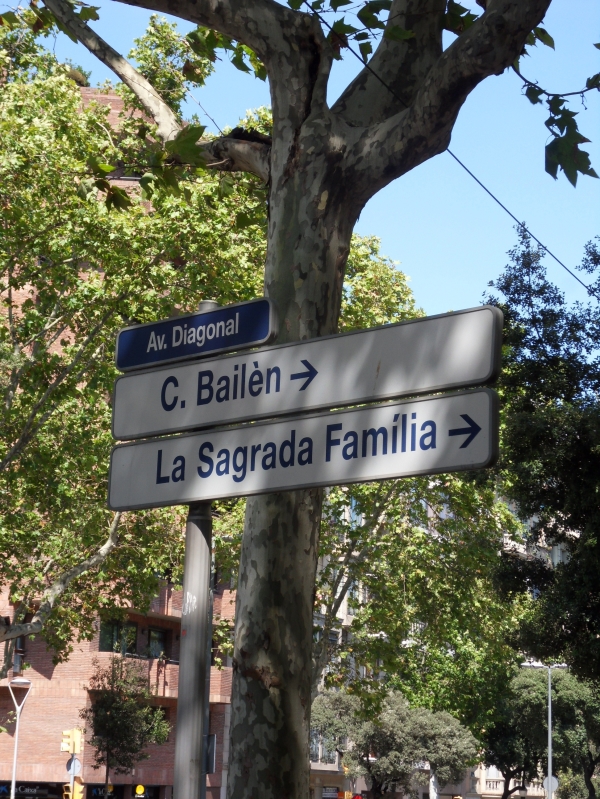 Av. Diagonal
C. Bailèn →
La Sagrada Família →